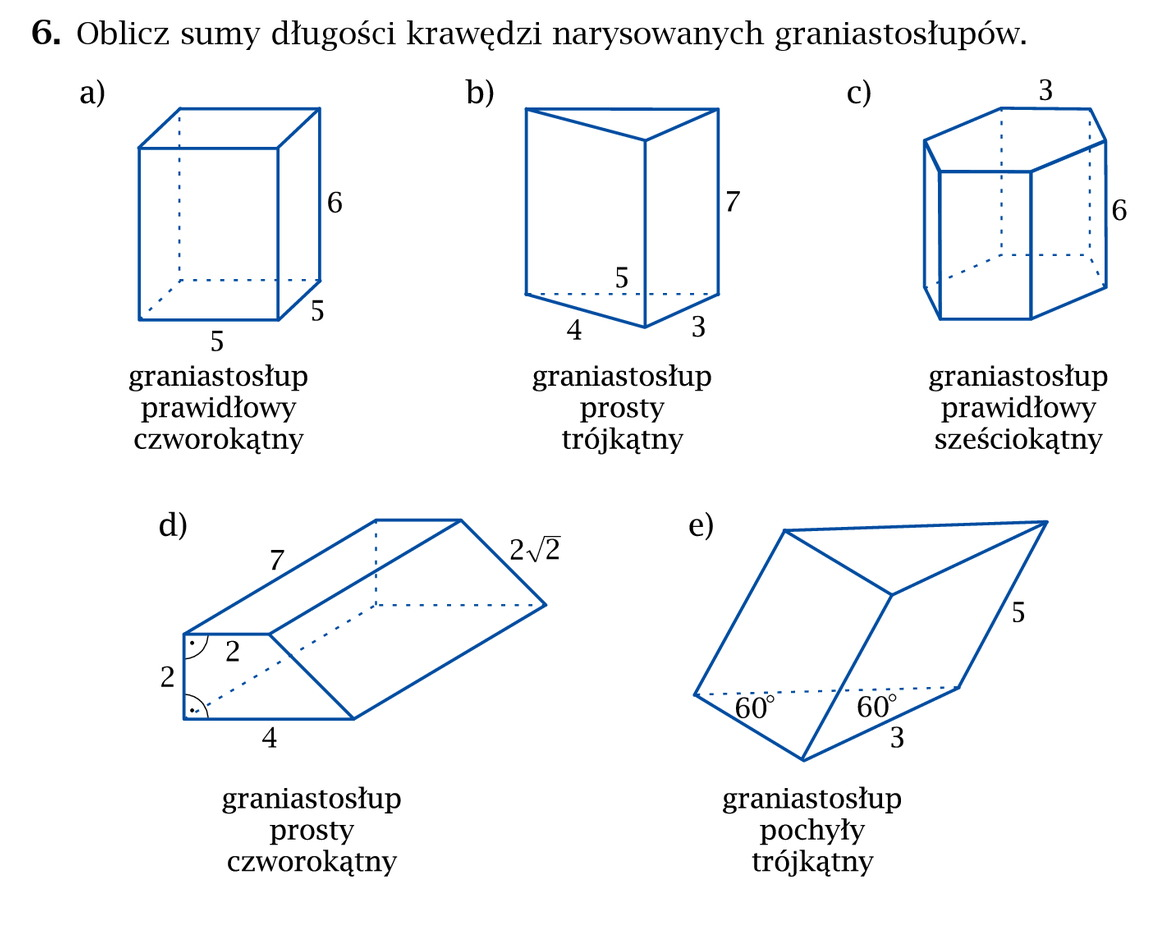 6. Oblicz sumy długości krawędzi narysowanych graniastosłupów.
a)
6
5
5
graniastosłup
prawidłowy
czworokątny
b)
7
5
4
3
graniastosłup
prosty
trójkątny
c)
3
6
graniastosłup
prawidłowy
sześciokątny
d)
7
2√2
2
2
4
graniastosłup
prosty
czworokątny
e)
5
60°
60°
3
graniastosłup
pochyły
trójkątny